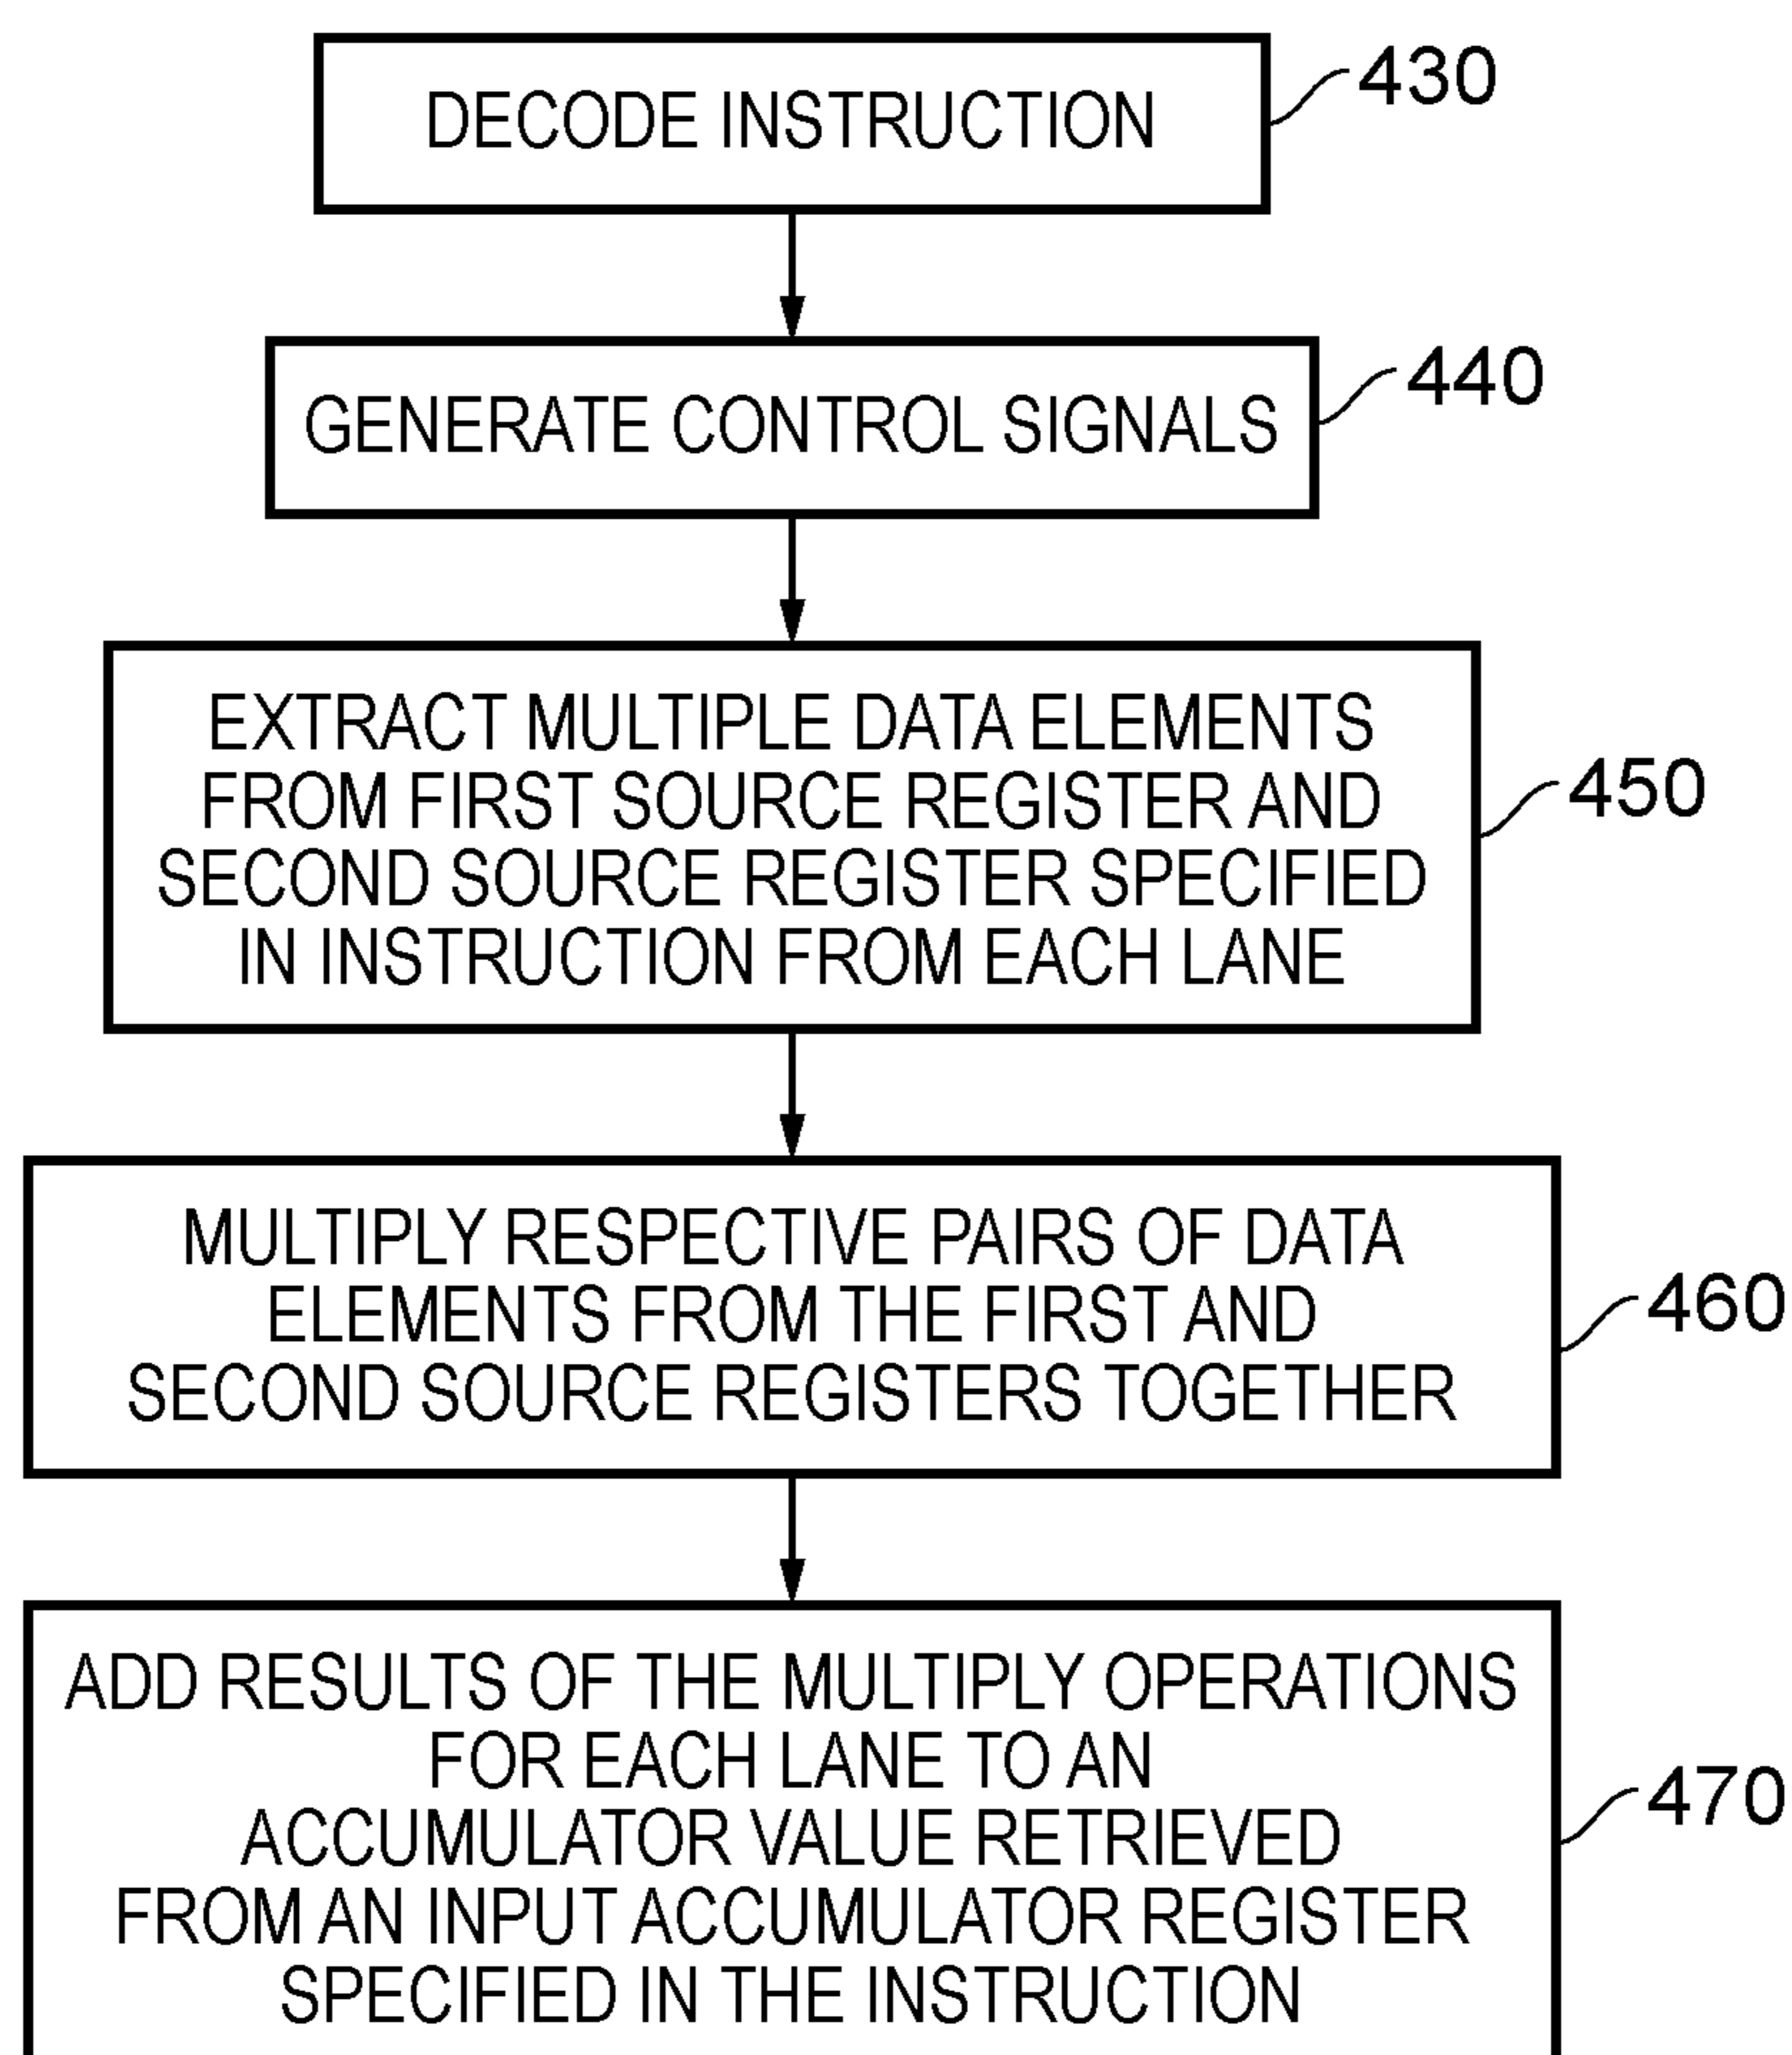 DECODE INSTRUCTION
430
GENERATE CONTROL SIGNALS
440
EXTRACT MULTIPLE DATA ELEMENTS
FROM FIRST SOURCE REGISTER AND
SECOND SOURCE REGISTER SPECIFIED
IN INSTRUCTION FROM EACH LANE
450
MULTIPLY RESPECTIVE PAIRS OF DATA
ELEMENTS FROM THE FIRST AND
SECOND SOURCE REGISTERS TOGETHER
460
ADD RESULTS OF THE MULTIPLY OPERATIONS
FOR EACH LANE TO AN
ACCUMULATOR VALUE RETRIEVED
FROM AN INPUT ACCUMULATOR REGISTER
SPECIFIED IN THE INSTRUCTION
470